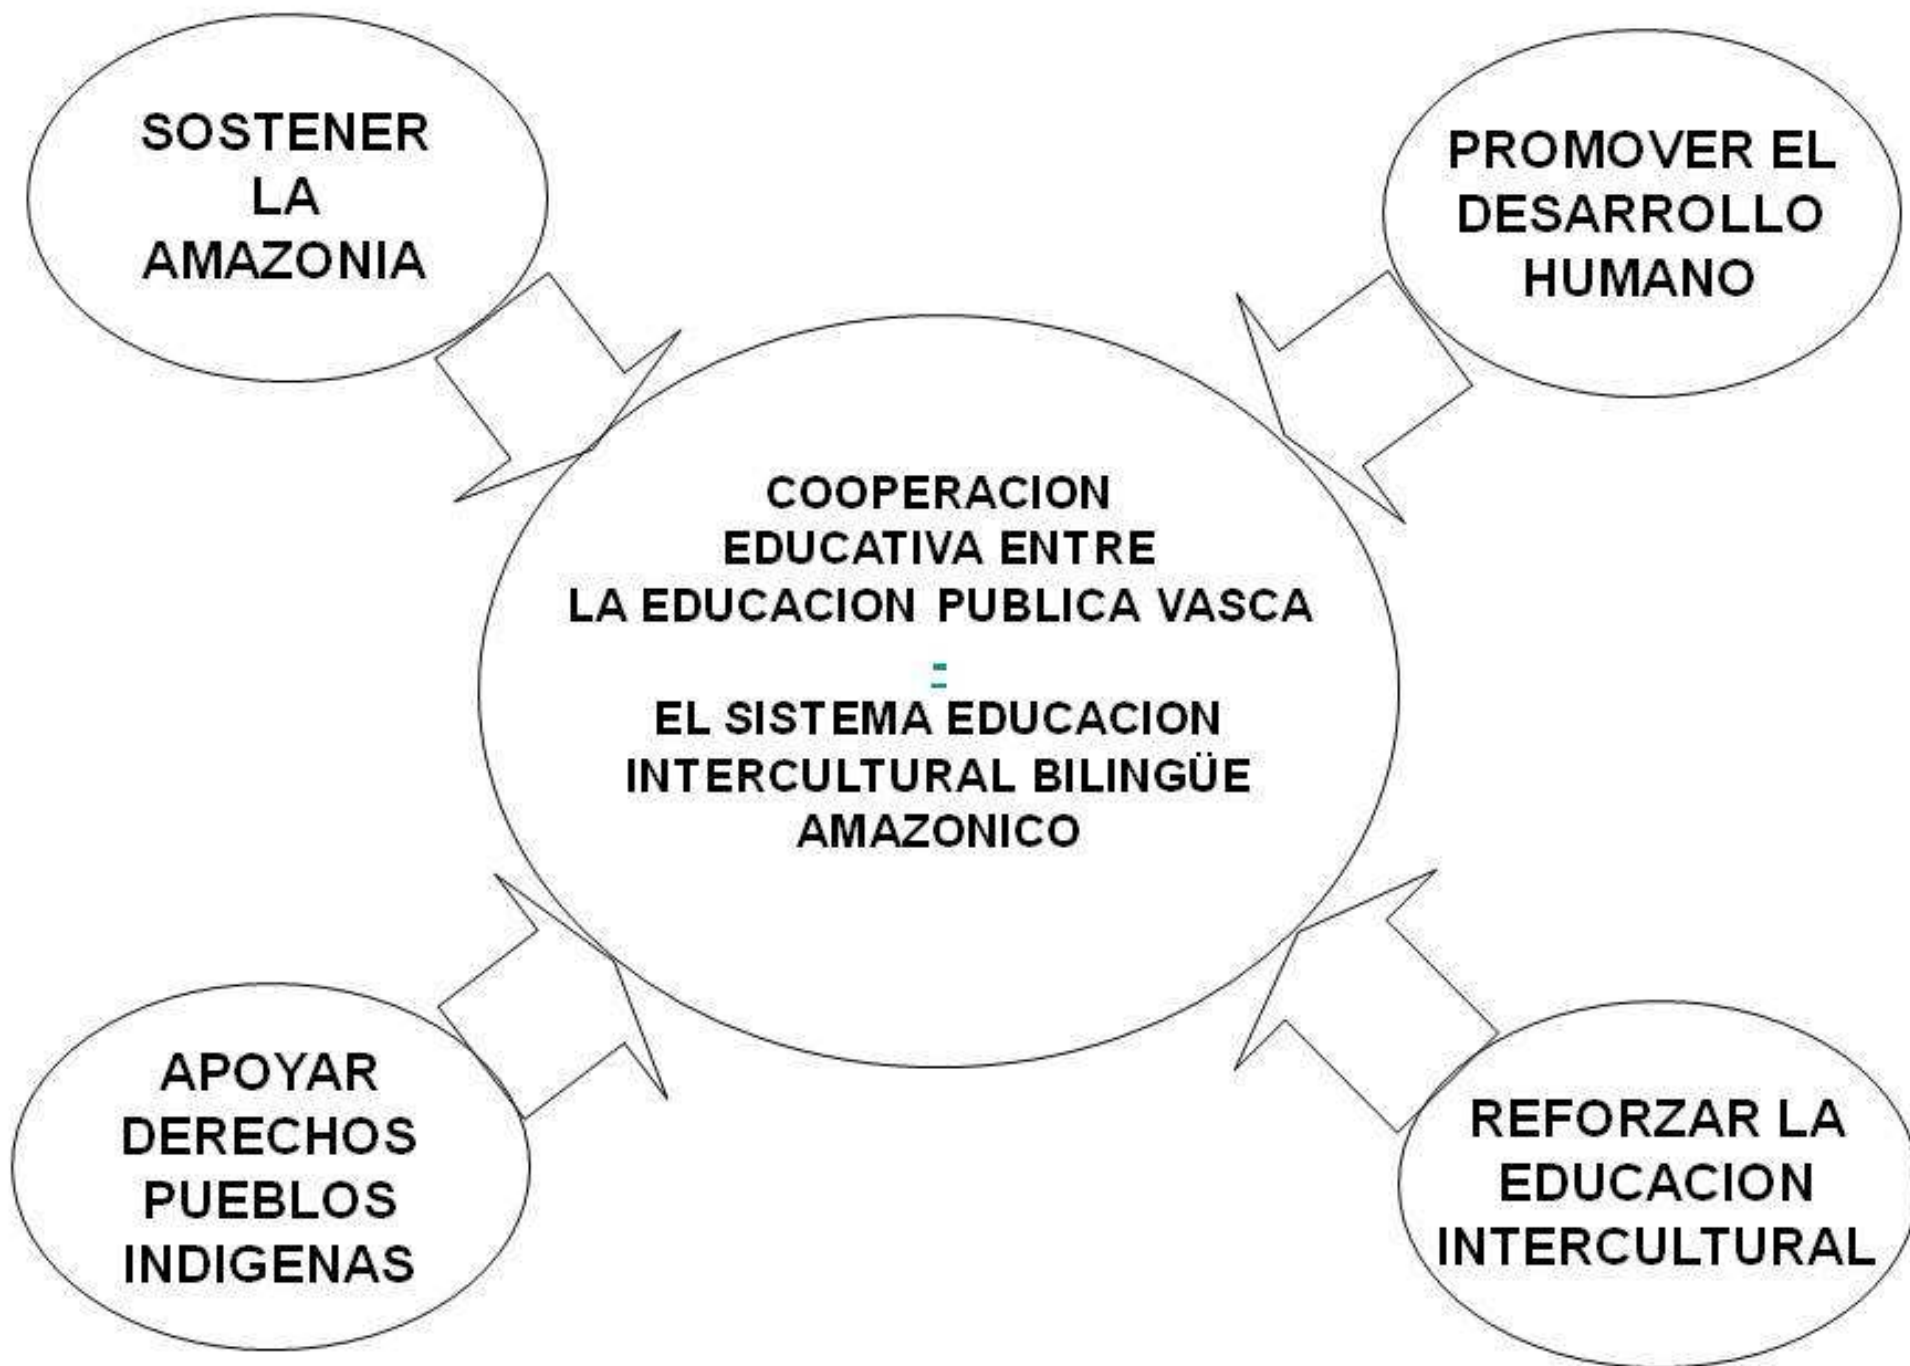 SOSTENER
LA
AMAZONIA
PROMOVER EL
DESARROLLO
HUMANO
COOPERACION
EDUCATIVA ENTRE
LA EDUCACION PUBLICA VASCA
EL SISTEMA EDUCACION
INTERCULTURAL BILINGÜE
AMAZONICO
APOYAR
DERECHOS
PUEBLOS
INDIGENAS
REFORZAR LA
EDUCACION
INTERCULTURAL